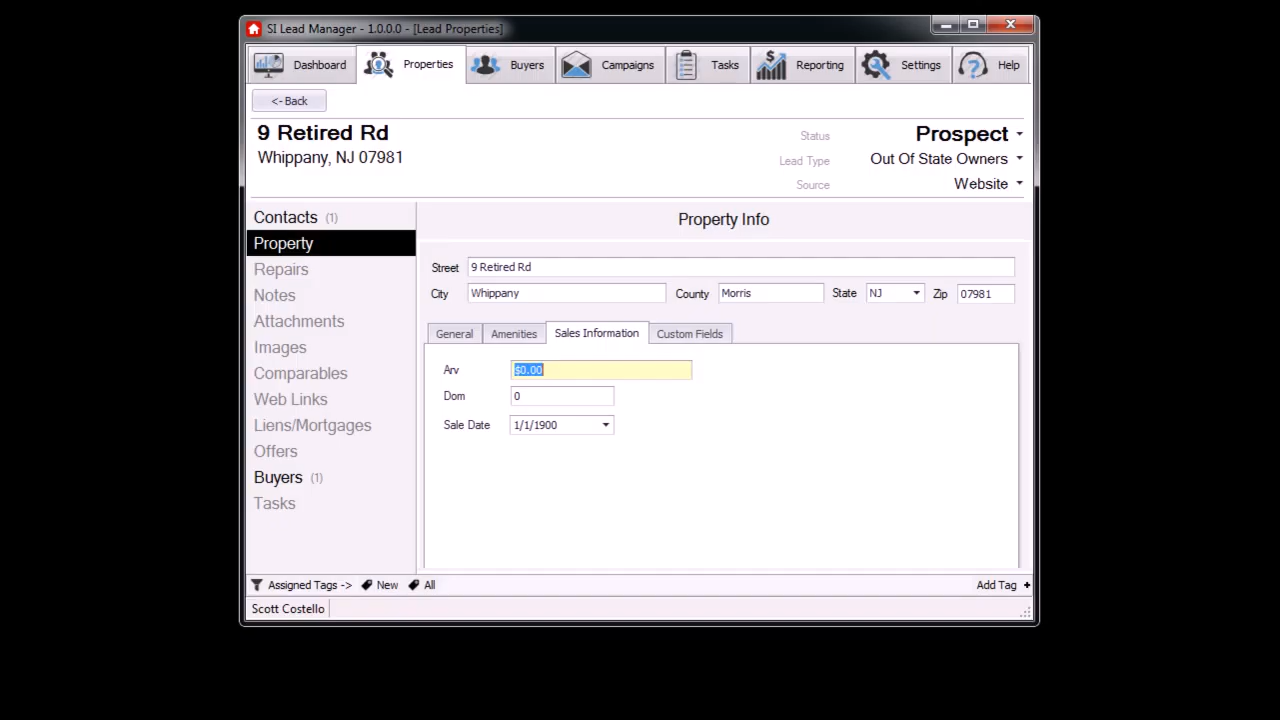 SI Lead Manager - 1.0.0.0 - [Lead Properties]
Dashboard Properties Buyers Campaigns Tasks Reporting Settings Help
<- Back
9 Retired Rd
Whippany, NJ 07981
Status Prospect
Lead Type Out Of State Owners
Source Website
Contacts (1)
Property
Repairs
Notes
Attachments
Images
Comparables
Web Links
Liens/Mortgages
Offers
Buyers (1)
Tasks
Property Info
Street 9 Retired Rd
City Whippany County Morris State NJ Zip 07981
General Amenities Sales Information Custom Fields
Arv $0.00
Dom 0
Sale Date 1/1/1900
Assigned Tags -> New All Add Tag +
Scott Costello